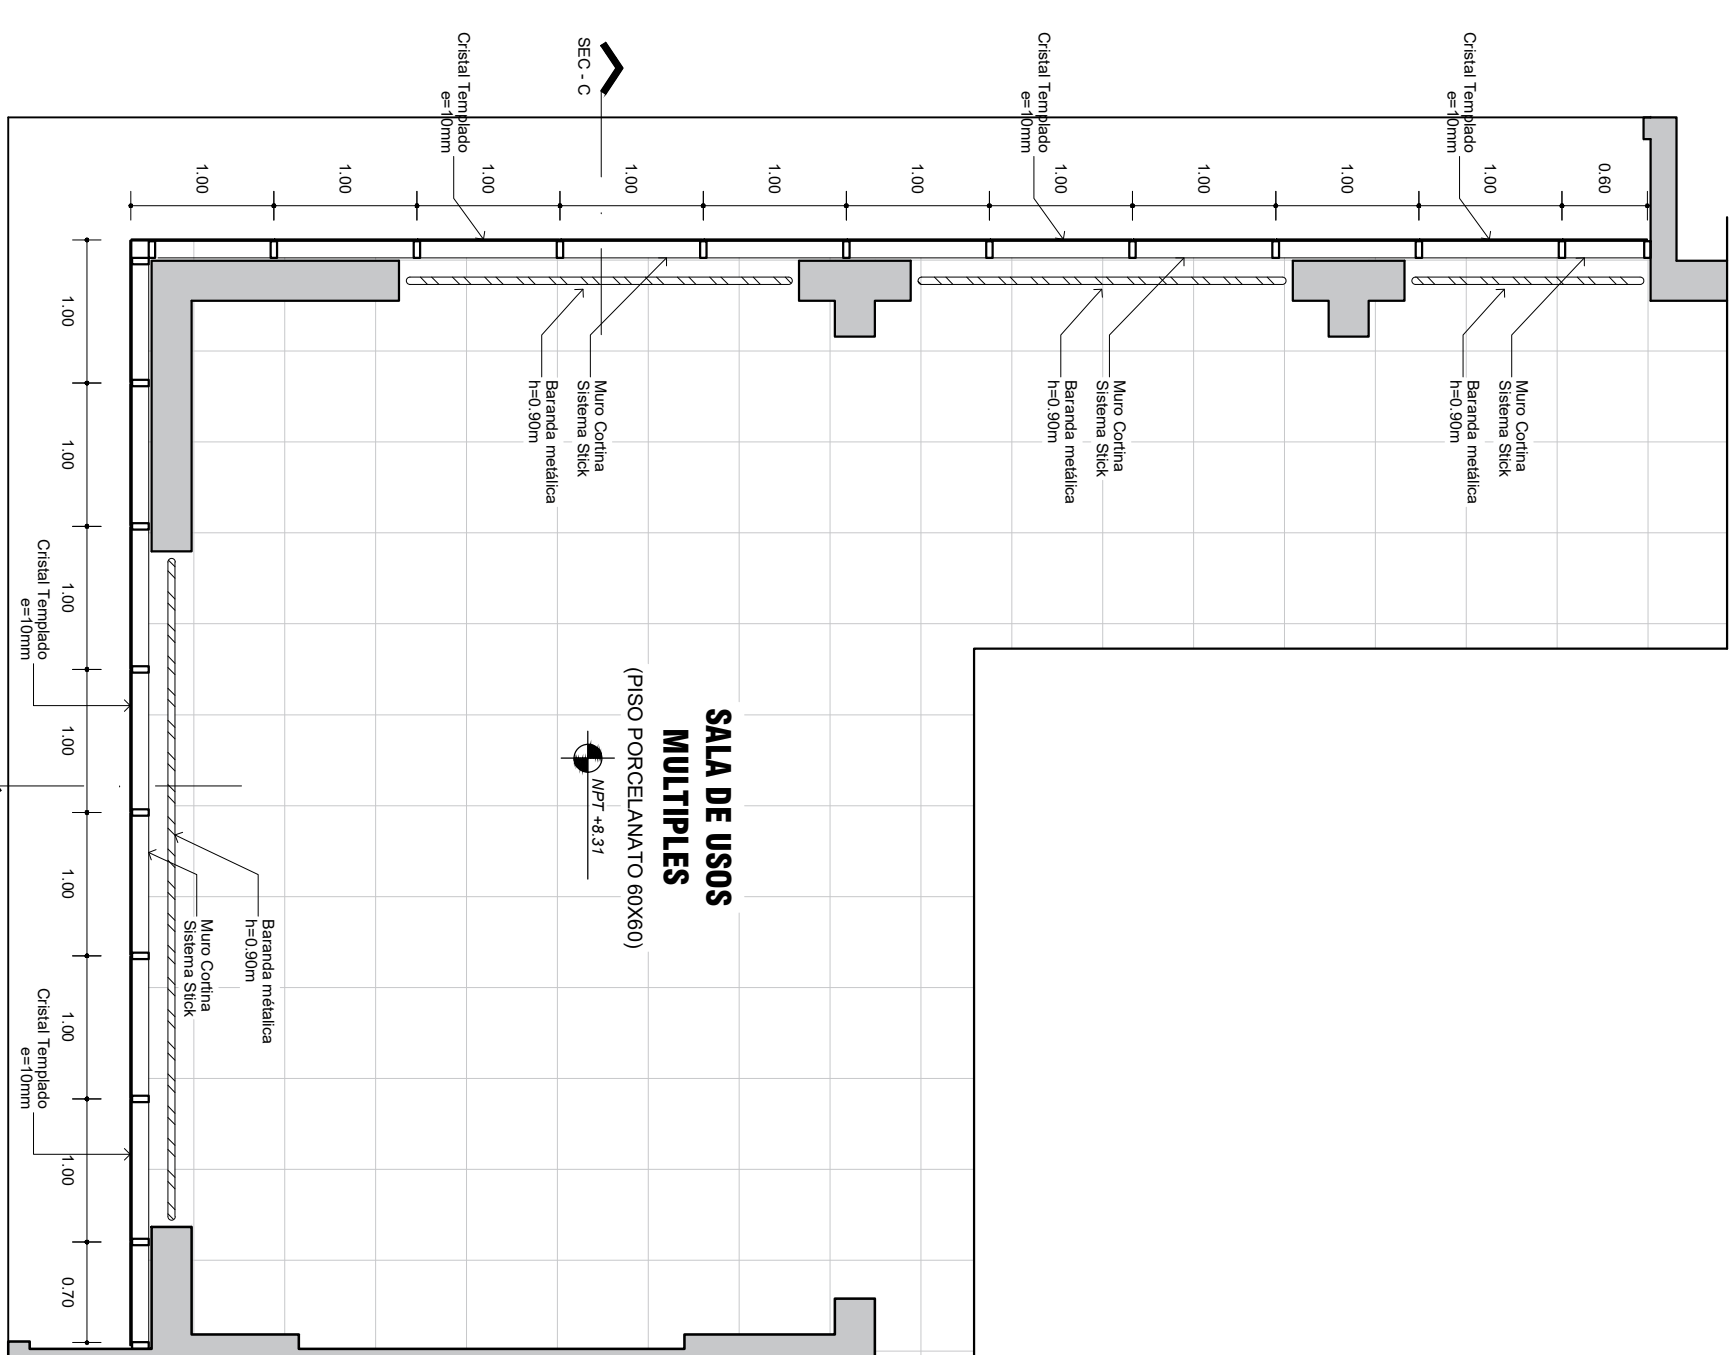 Cristal Templado
e=10mm
SEC - C
Cristal Templado
e=10mm
Cristal Templado
e=10mm
1.00
1.00
1.00
1.00
1.00
1.00
1.00
1.00
1.00
1.00
0.60
Muro Cortina
Sistema Stick
Baranda metálica
h=0.90m
Muro Cortina
Sistema Stick
Baranda metálica
h=0.90m
Muro Cortina
Sistema Stick
Baranda metálica
h=0.90m
1.00
1.00
1.00
1.00
1.00
1.00
1.00
0.70
Cristal Templado
e=10mm
Cristal Templado
e=10mm
SALA DE USOS
MULTIPLES
(PISO PORCELANATO 60X60)
NPT +8.31
Baranda métalica
h=0.90m
Muro Cortina
Sistema Stick